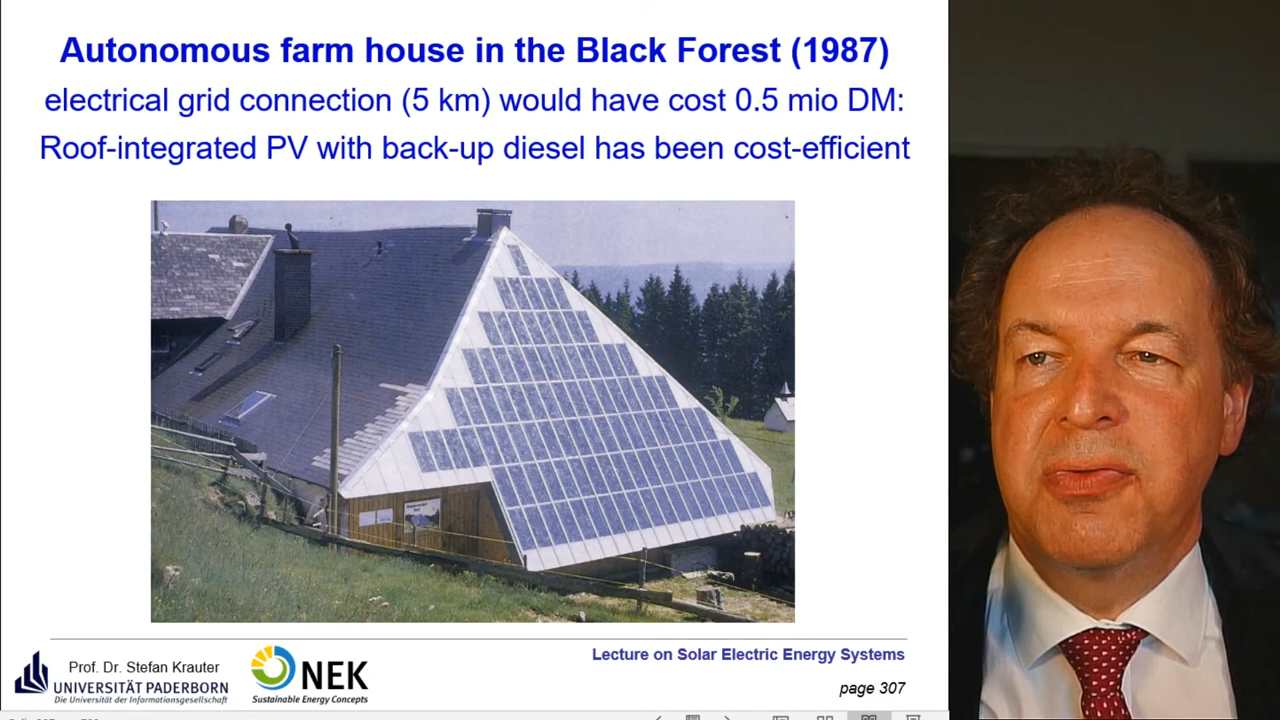 Autonomous farm house in the Black Forest (1987)
electrical grid connection (5 km) would have cost 0.5 mio DM:
Roof-integrated PV with back-up diesel has been cost-efficient
Prof. Dr. Stefan Krauter
UNIVERSITÄT PADERBORN
Die Universität der Informationsgesellschaft
NEK
Sustainable Energy Concepts
Lecture on Solar Electric Energy Systems
page 307